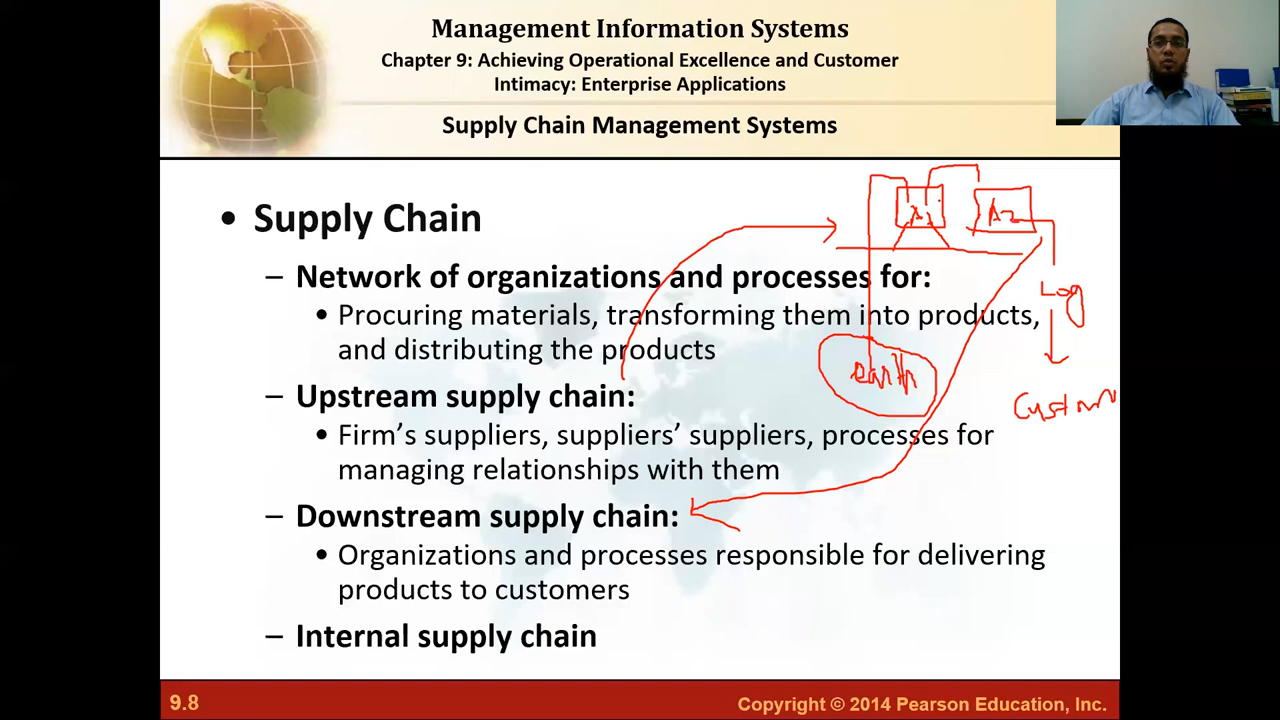 Management Information Systems
Chapter 9: Achieving Operational Excellence and Customer
Intimacy: Enterprise Applications
Supply Chain Management Systems
• Supply Chain
– Network of organizations and processes for:
• Procuring materials, transforming them into products,
and distributing the products
– Upstream supply chain:
• Firm’s suppliers, suppliers’ suppliers, processes for
managing relationships with them
– Downstream supply chain:
• Organizations and processes responsible for delivering
products to customers
– Internal supply chain
A2
Log
earth
9.8
Copyright © 2014 Pearson Education, Inc.